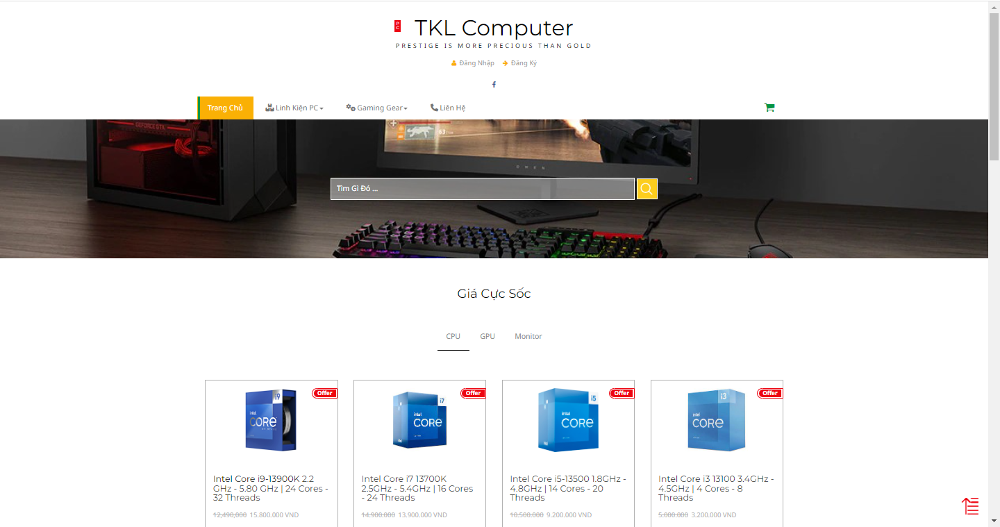 PC
TKL Computer
PRESTIGE IS MORE PRECIOUS THAN GOLD
Đăng Nhập Đăng Ký
Trang Chủ Linh Kiện PC Gaming Gear Liên Hệ
GEFORCE GTX
63
OMEN
Tìm Gì Đó ...
Giá Cực Sốc
CPU GPU Monitor
Offer Offer Offer Offer
i9 i7 i5 i3
intel intel intel intel
CORE CORE CORE CORE
Intel Core i9-13900K 2.2
GHz - 5.80 GHz | 24 Cores -
32 Threads
12,490,000 15.800.000 VND
Intel Core i7 13700K
2.5GHz - 5.4GHz | 16 Cores
- 24 Threads
14.900.000 13.900.000 VND
Intel Core i5-13500 1.8GHz -
4.8GHz | 14 Cores - 20
Threads
10.500.000 9.200.000 VND
Intel Core i3 13100 3.4GHz -
4.5GHz | 4 Cores - 8
Threads
5.000.000 3.200.000 VND